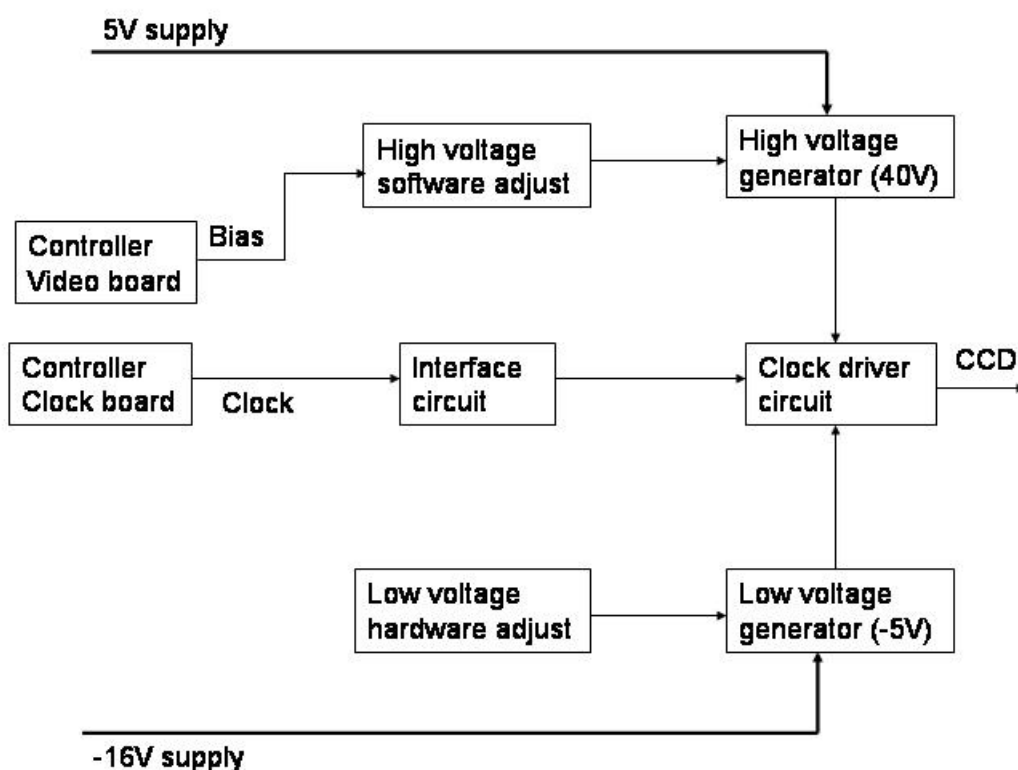 5V supply
High voltage
software adjust
High voltage
generator (40V)
Bias
Controller
Video board
Controller
Clock board
Clock
Interface
circuit
Clock driver
circuit
CCD
Low voltage
hardware adjust
Low voltage
generator (-5V)
-16V supply